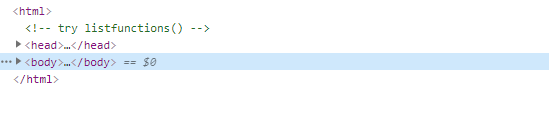 <html>
<!-- try listfunctions() -->
<head>…</head>
<body>…</body> == $0
</html>